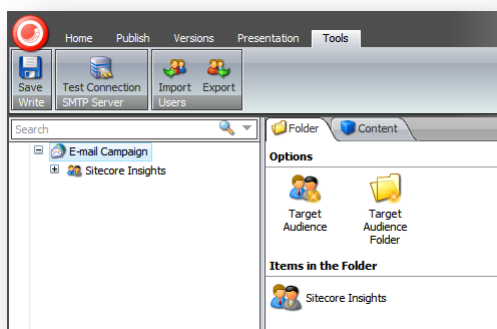 Home Publish Versions Presentation Tools
Save Test Connection Import Export
Write SMTP Server Users
Search
Folder Content
E-mail Campaign
Sitecore Insights
Options
Target Audience
Target Audience Folder
Items in the Folder
Sitecore Insights